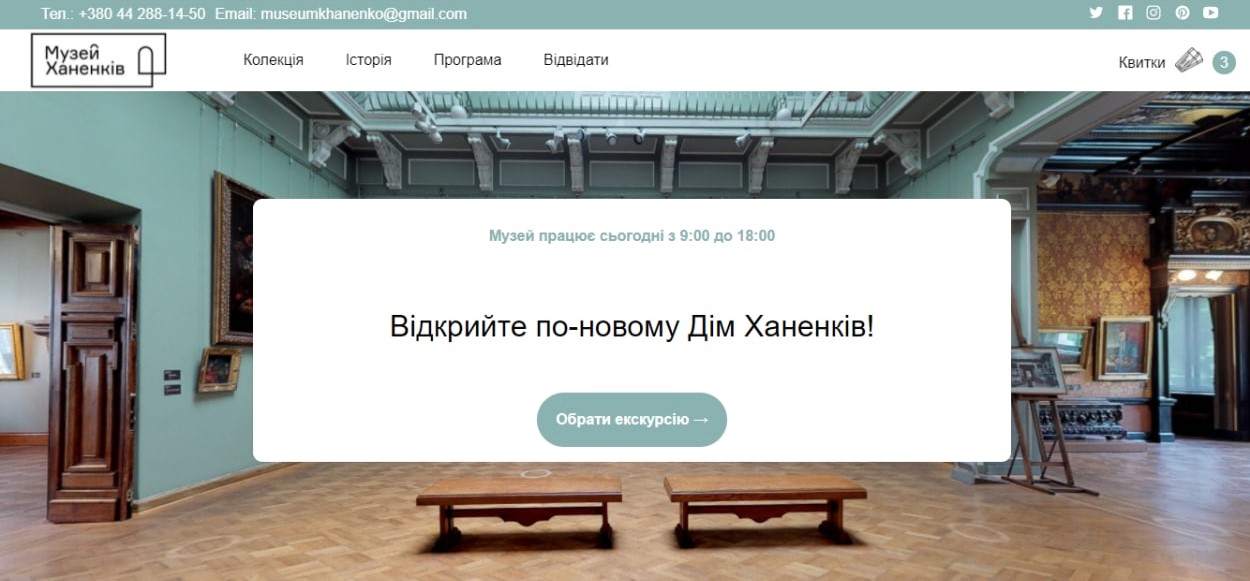 Тел.: +380 44 288-14-50 Email: museumkhanenko@gmail.com
Музей
Ханенків
Колекція Історія Програма Відвідати
Квитки 3
Музей працює сьогодні з 9:00 до 18:00
Відкрийте по-новому Дім Ханенків!
Обрати екскурсію →